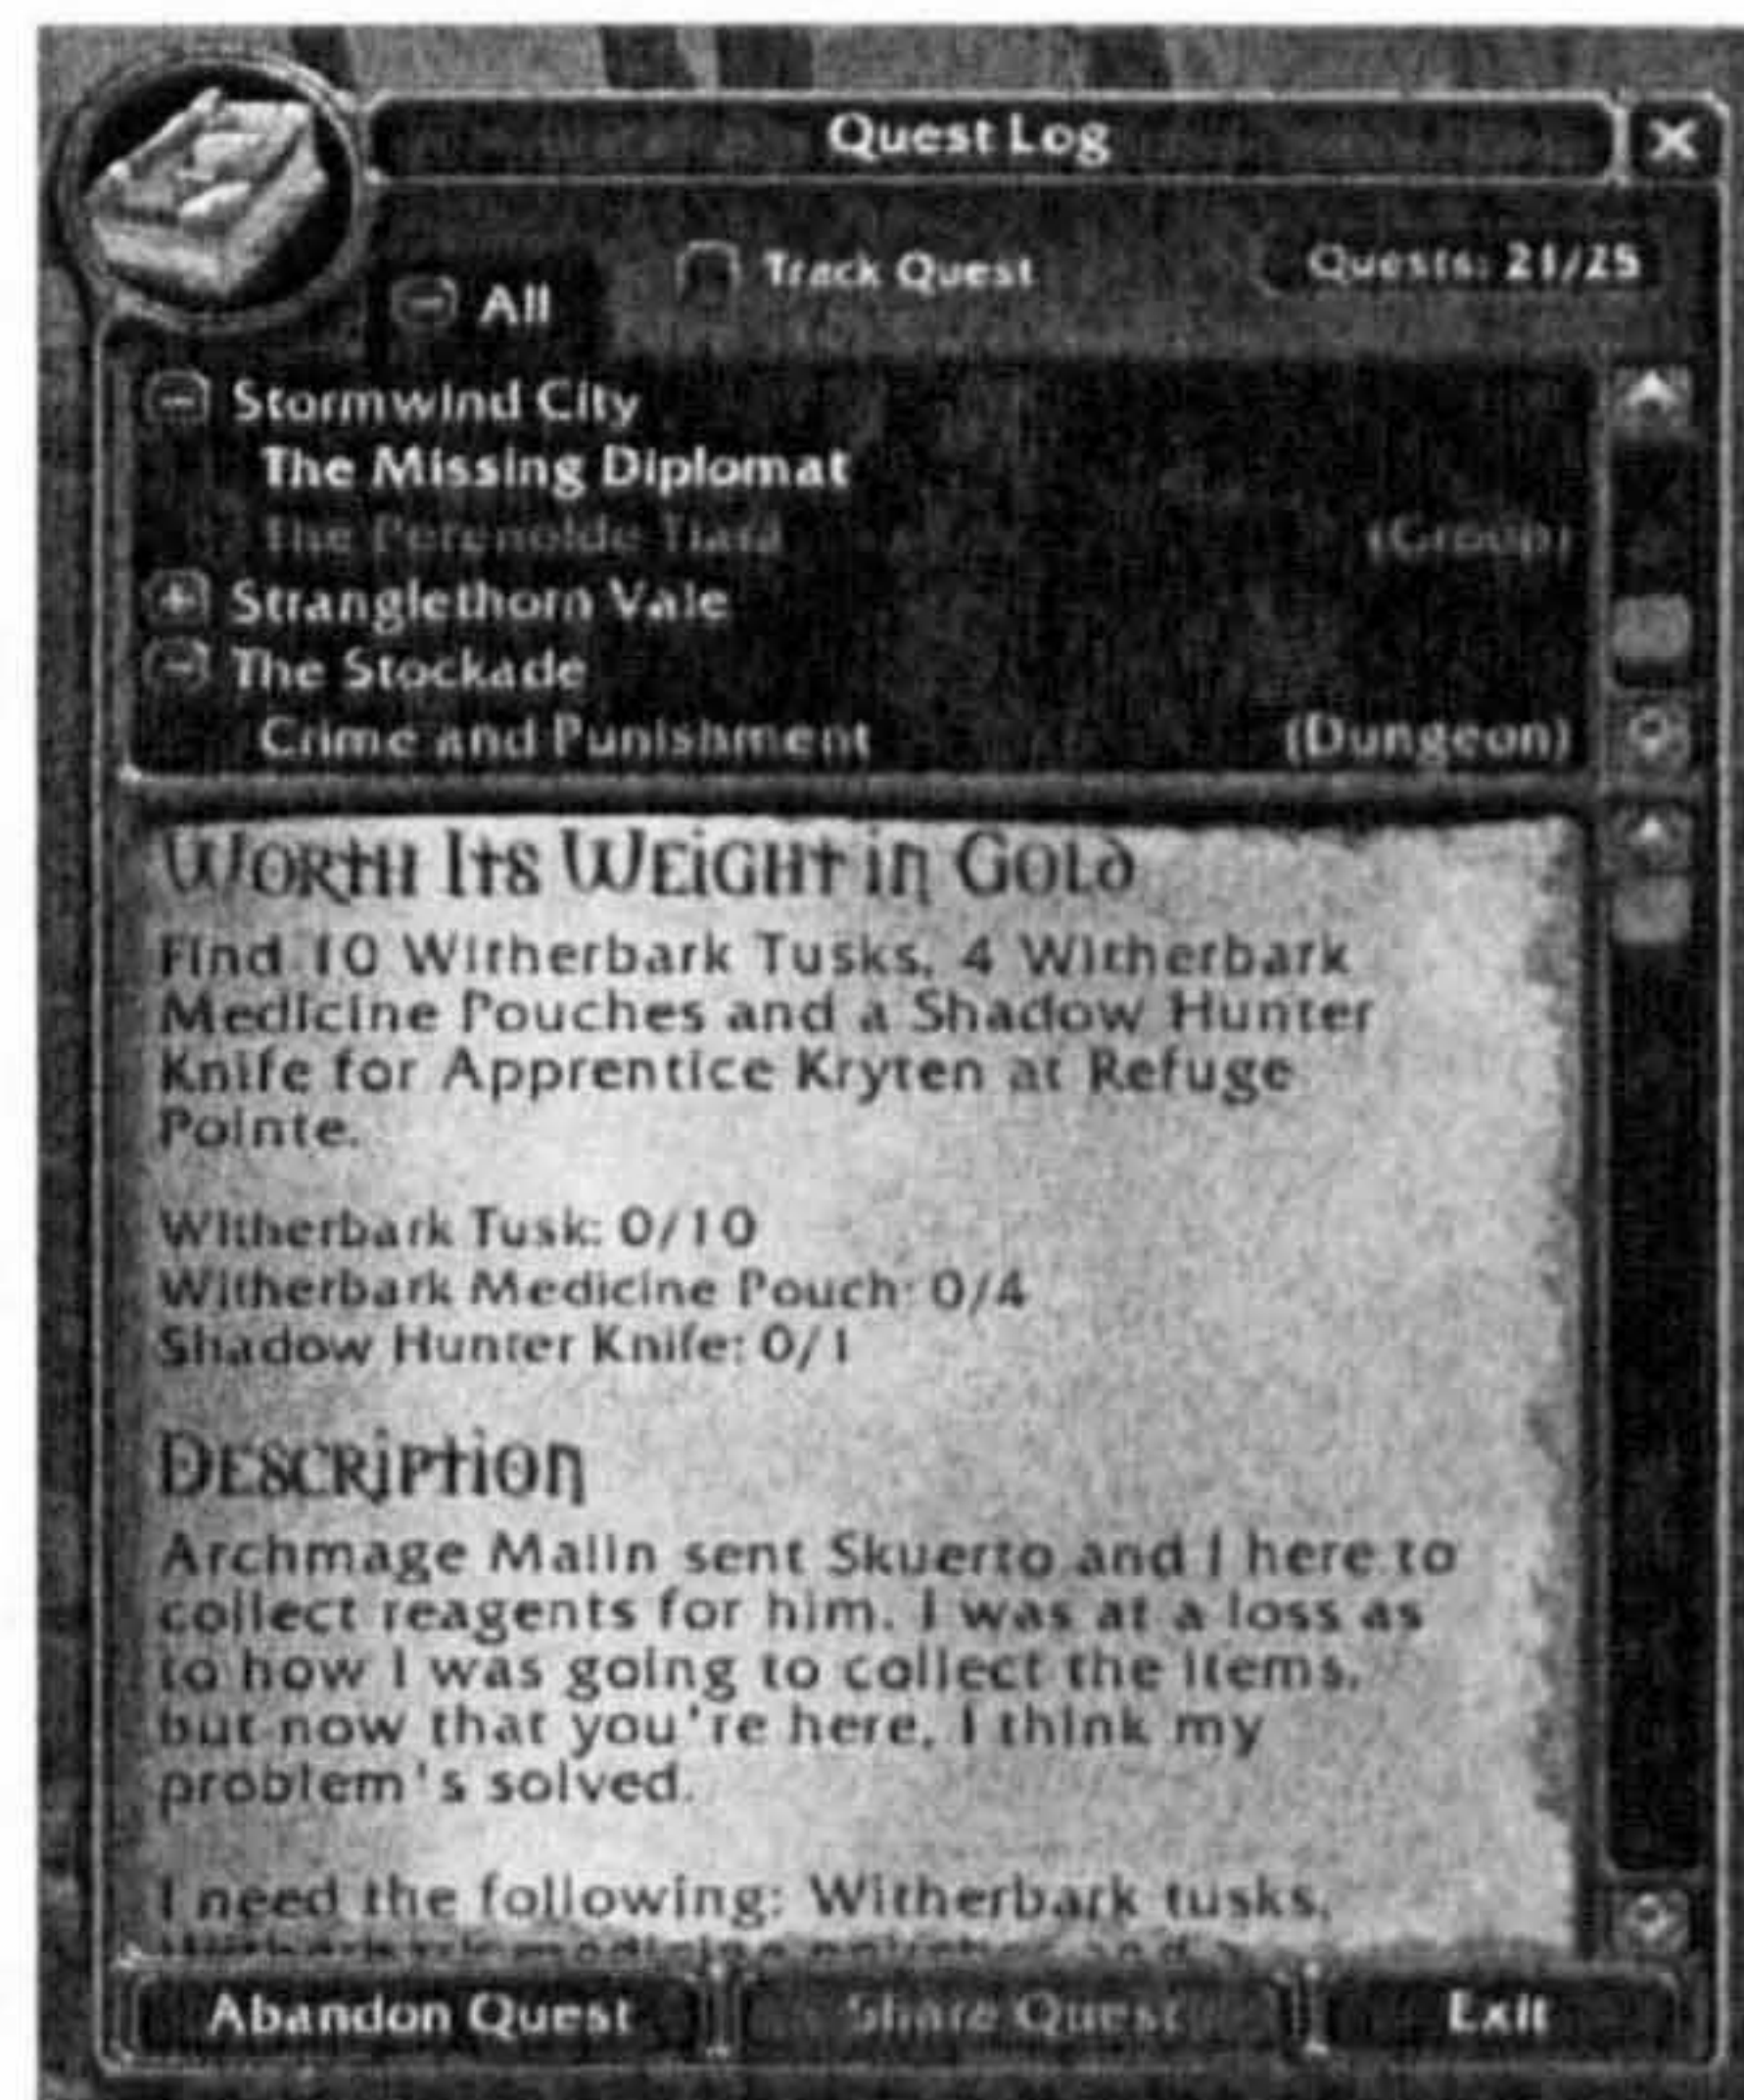 Quest Log
Track Quest
Quests: 21/25
All
Stormwind City
The Missing Diplomat
The Perenolde Tiara (Group)
Stranglethorn Vale
The Stockade
Crime and Punishment (Dungeon)
Worth Its Weight in Gold
Find 10 Witherbark Tusks, 4 Witherbark
Medicine Pouches and a Shadow Hunter
Knife for Apprentice Kryten at Refuge
Pointe.
Witherbark Tusk: 0/10
Witherbark Medicine Pouch: 0/4
Shadow Hunter Knife: 0/1
Description
Archmage Malin sent Skuerto and I here to
collect reagents for him. I was at a loss as
to how I was going to collect the items,
but now that you're here, I think my
problem's solved.
I need the following: Witherbark tusks,
Abandon Quest
Share Quest
Exit